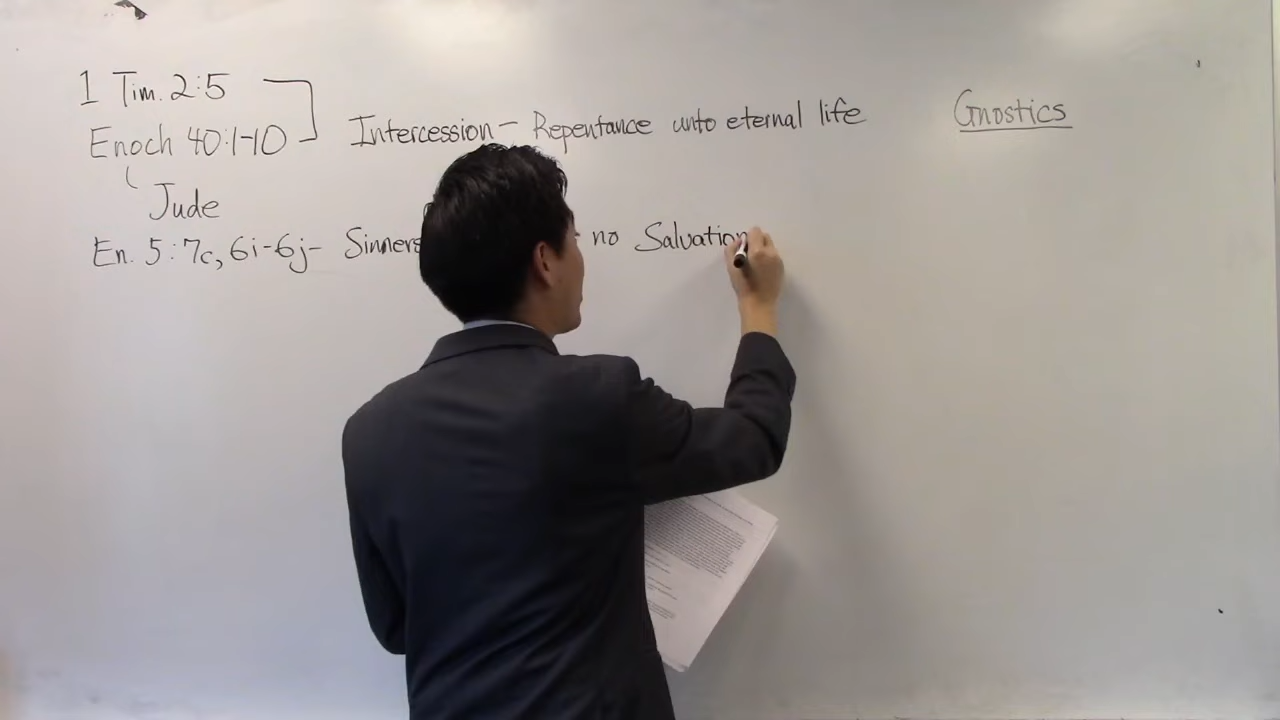 1 Tim. 2:5
Enoch 40:1-10
Intercession - Repentance unto eternal life
Gnostics
Jude
En. 5:7c, 6i-6j- Sinners no Salvation